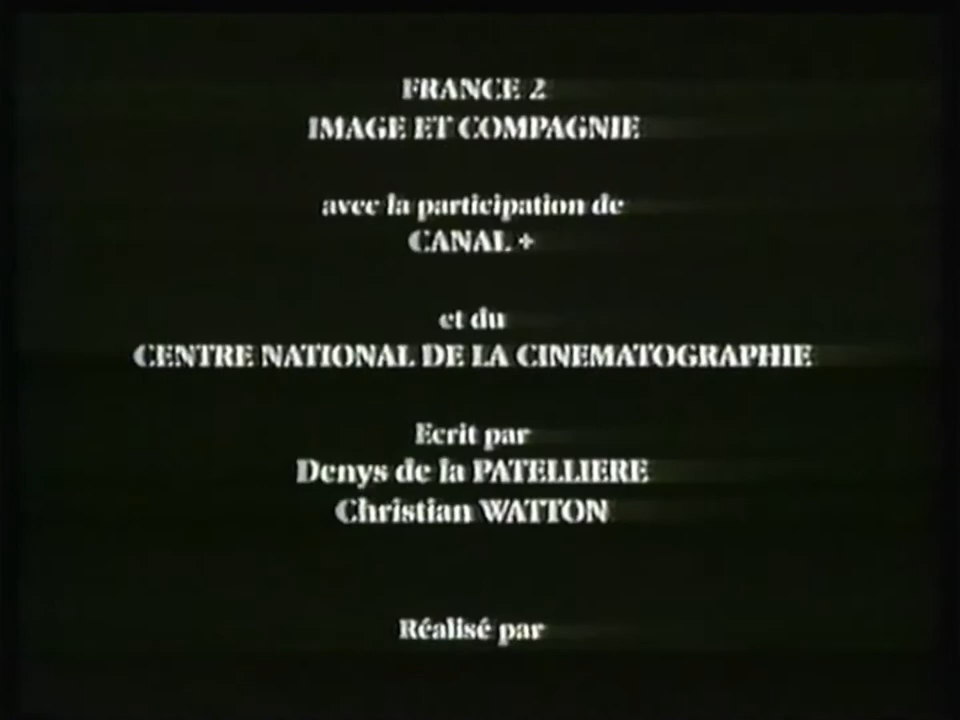 FRANCE 2
IMAGE ET COMPAGNIE
avec la participation de
CANAL +
et du
CENTRE NATIONAL DE LA CINEMATOGRAPHIE
Ecrit par
Denys de la PATELLIERE
Christian WATTON
Réalisé par